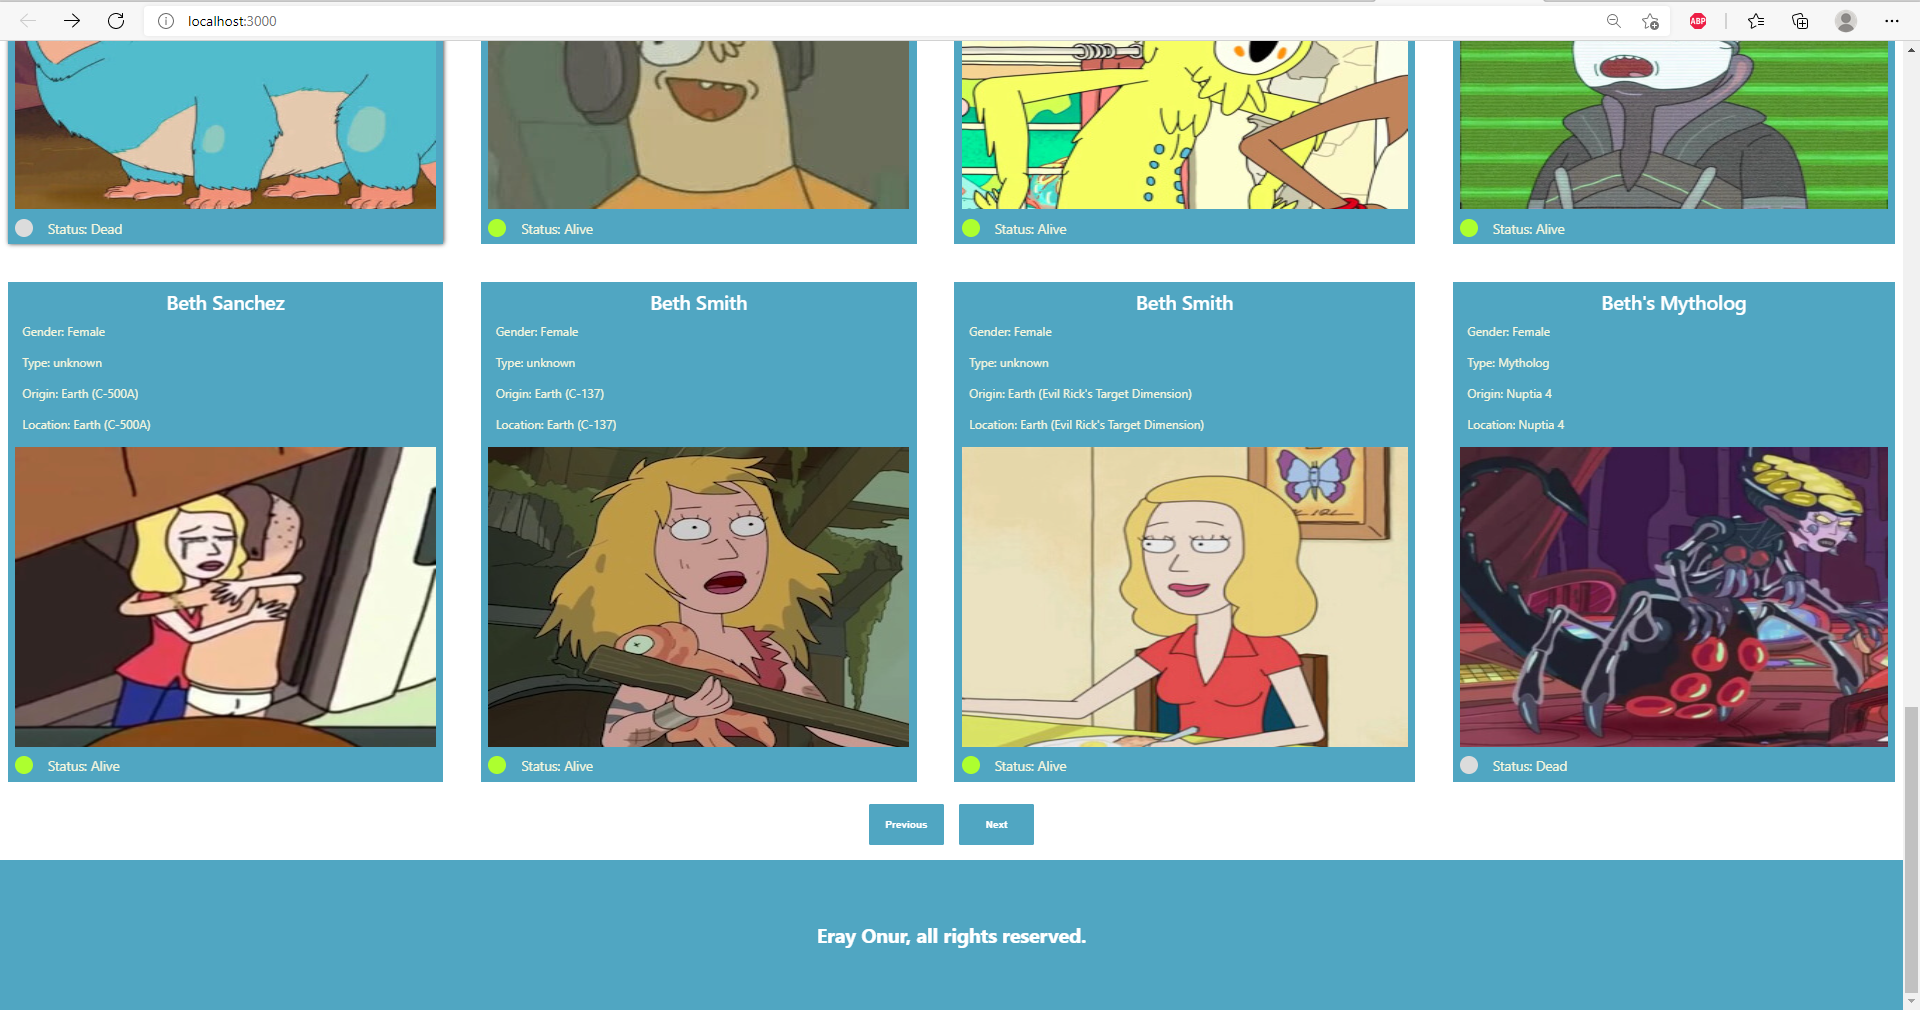 localhost:3000
ABP
Status: Dead
Status: Alive
Status: Alive
Status: Alive
Beth Sanchez
Gender: Female
Type: unknown
Origin: Earth (C-500A)
Location: Earth (C-500A)
Status: Alive
Beth Smith
Gender: Female
Type: unknown
Origin: Earth (C-137)
Location: Earth (C-137)
Status: Alive
Beth Smith
Gender: Female
Type: unknown
Origin: Earth (Evil Rick's Target Dimension)
Location: Earth (Evil Rick's Target Dimension)
Status: Alive
Beth's Mytholog
Gender: Female
Type: Mytholog
Origin: Nuptia 4
Location: Nuptia 4
Status: Dead
Previous
Next
Eray Onur, all rights reserved.